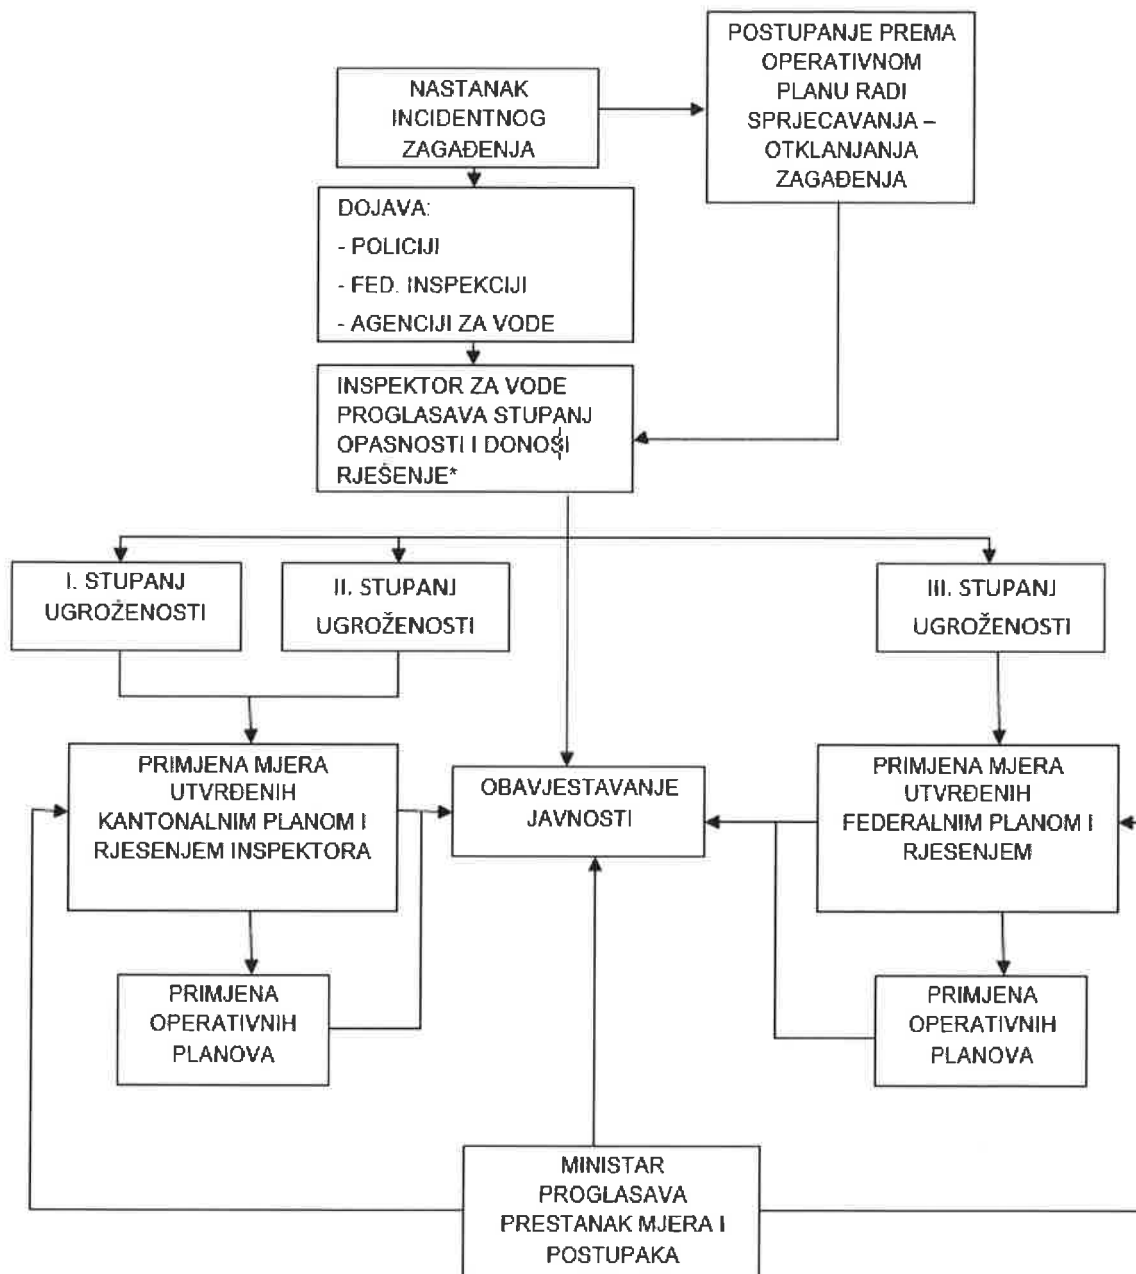 NASTANAK
INCIDENTNOG
ZAGAĐENJA
POSTUPANJE PREMA
OPERATIVNOM
PLANU RADI
SPRJECAVANJA –
OTKLANJANJA
ZAGAĐENJA
DOJAVA:
- POLICIJI
- FED. INSPEKCIJI
- AGENCIJI ZA VODE
INSPEKTOR ZA VODE
PROGLASAVA STUPANJ
OPASNOSTI I DONOSI
RJEŠENJE*
I. STUPANJ
UGROŽENOSTI
II. STUPANJ
UGROŽENOSTI
III. STUPANJ
UGROŽENOSTI
PRIMJENA MJERA
UTVRĐENIH
KANTONALNIM PLANOM I
RJESENJEM INSPEKTORA
OBAVJESTAVANJE
JAVNOSTI
PRIMJENA MJERA
UTVRĐENIH
FEDERALNIM PLANOM I
RJESENJEM
PRIMJENA
OPERATIVNIH
PLANOVA
PRIMJENA
OPERATIVNIH
PLANOVA
MINISTAR
PROGLASAVA
PRESTANAK MJERA I
POSTUPAKA